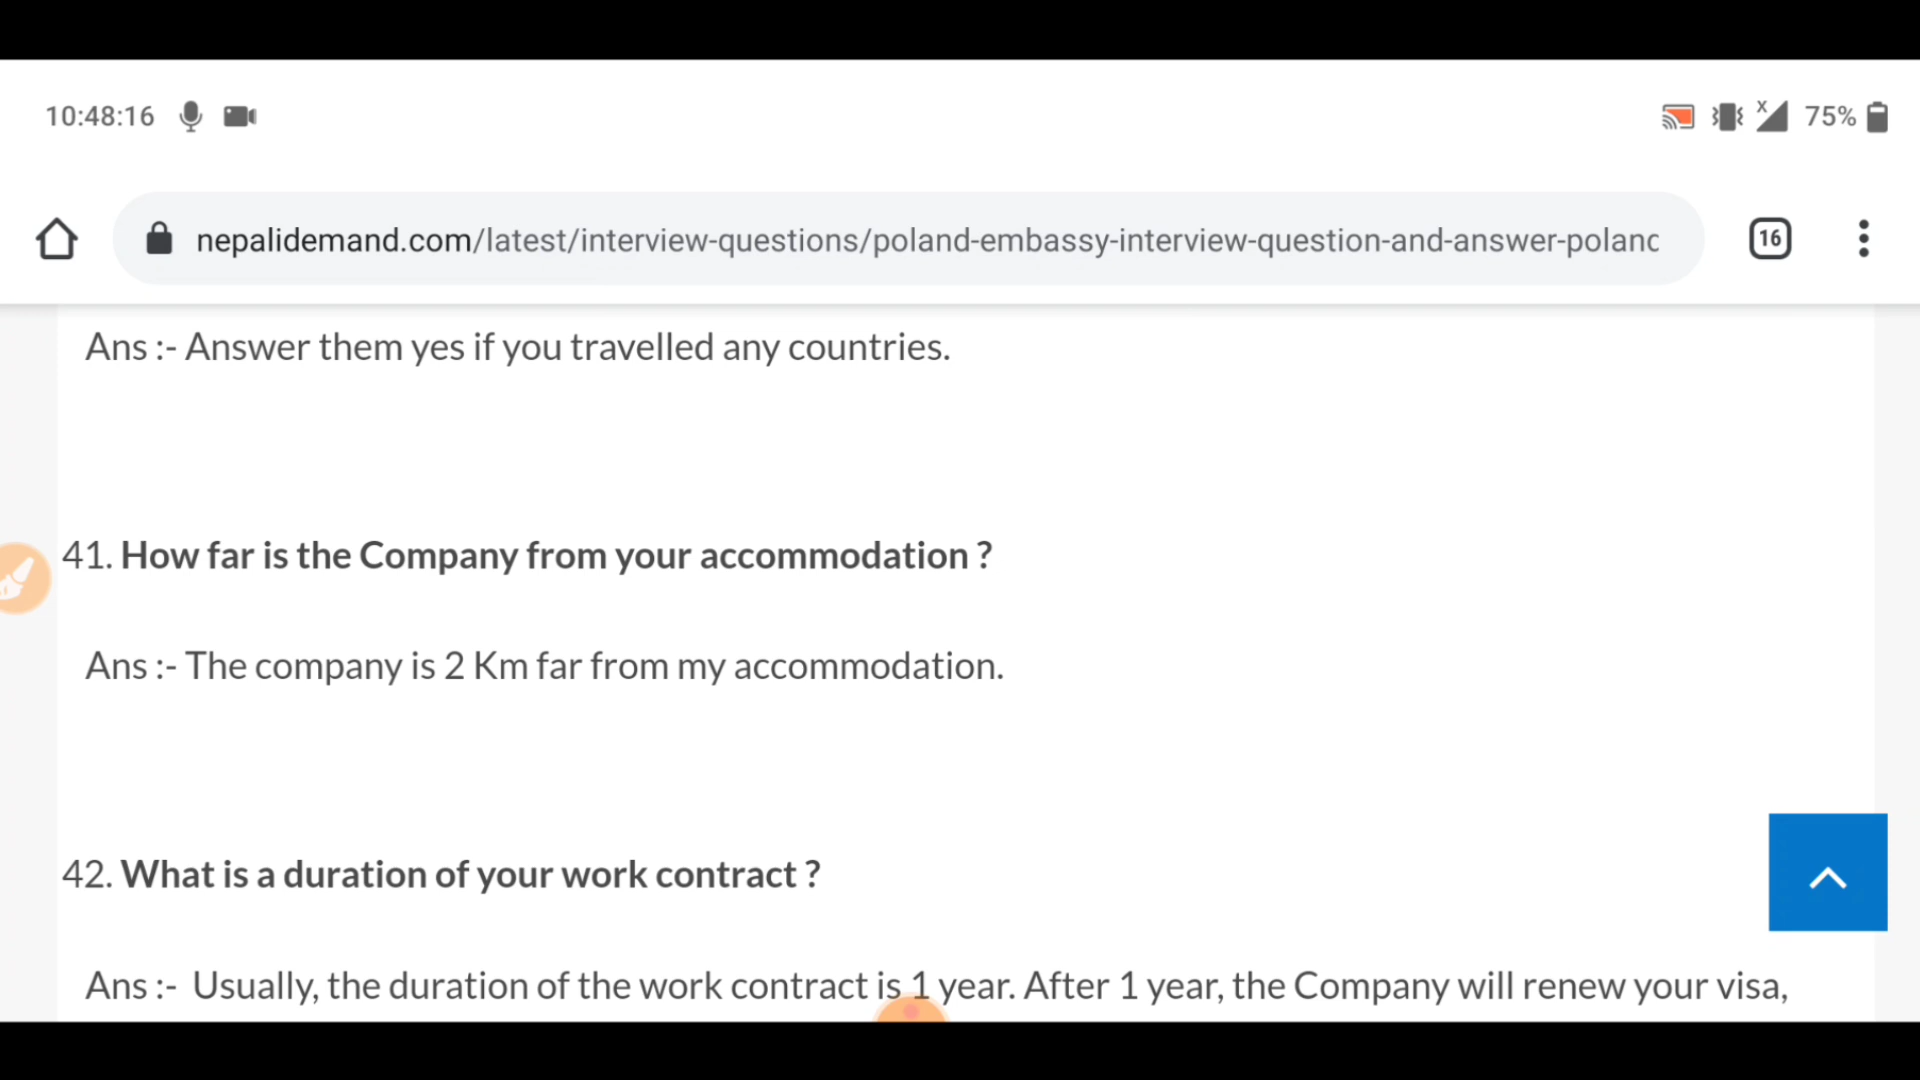 10:48:16
x 75%
nepalidemand.com/latest/interview-questions/poland-embassy-interview-question-and-answer-polanc
16
Ans :- Answer them yes if you travelled any countries.
41. How far is the Company from your accommodation ?
Ans :- The company is 2 Km far from my accommodation.
42. What is a duration of your work contract ?
Ans :- Usually, the duration of the work contract is 1 year. After 1 year, the Company will renew your visa,